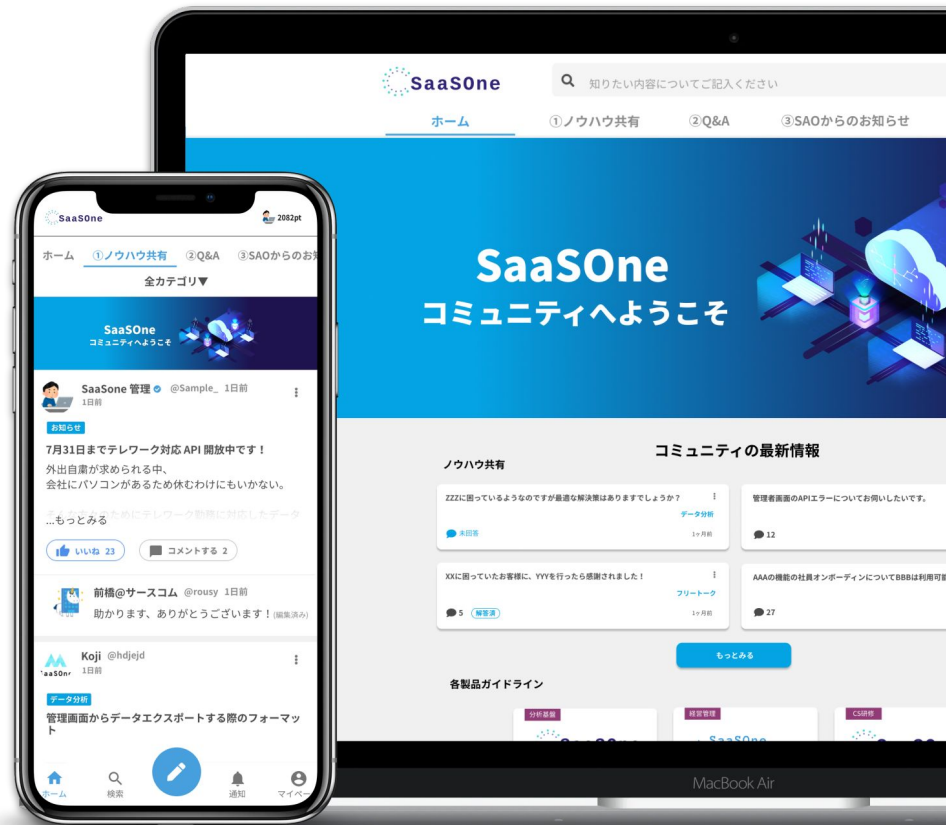 SaaSOne
知りたい内容についてご記入ください
ホーム
①ノウハウ共有
②Q&A
③SAOからのお知らせ
SaaSOne
コミュニティへようこそ
コミュニティの最新情報
ノウハウ共有
ZZZに困っているようなのですが最適な解決策はありますでしょうか？
データ分析
未回答
1ヶ月前
管理者画面のAPIエラーについてお伺いしたいです。
12
XXに困っていたお客様に、YYYを行ったら感謝されました！
フリートーク
5 解答済
1ヶ月前
AAAの機能の社員オンボーディンについてBBBは利用可能
27
もっとみる
各製品ガイドライン
分析基盤
経営管理
CS研修
SaaSOne
MacBook Air
SaaSOne
2082pt
ホーム
①ノウハウ共有
②Q&A
③SAOからのお知
全カテゴリ▼
SaaSOne
コミュニティへようこそ
SaaSone 管理 @Sample_ 1日前
1日前
お知らせ
7月31日までテレワーク対応 API 開放中です！
外出自粛が求められる中、
会社にパソコンがあるため休むわけにもいかない。
...もっとみる
いいね 23
コメントする 2
前橋@サースコム @rousy 1日前
助かります、ありがとうございます！(編集済み)
Koji @hdjejd
1日前
データ分析
管理画面からデータエクスポートする際のフォーマッ
ト
ホーム
検索
通知
マイペー